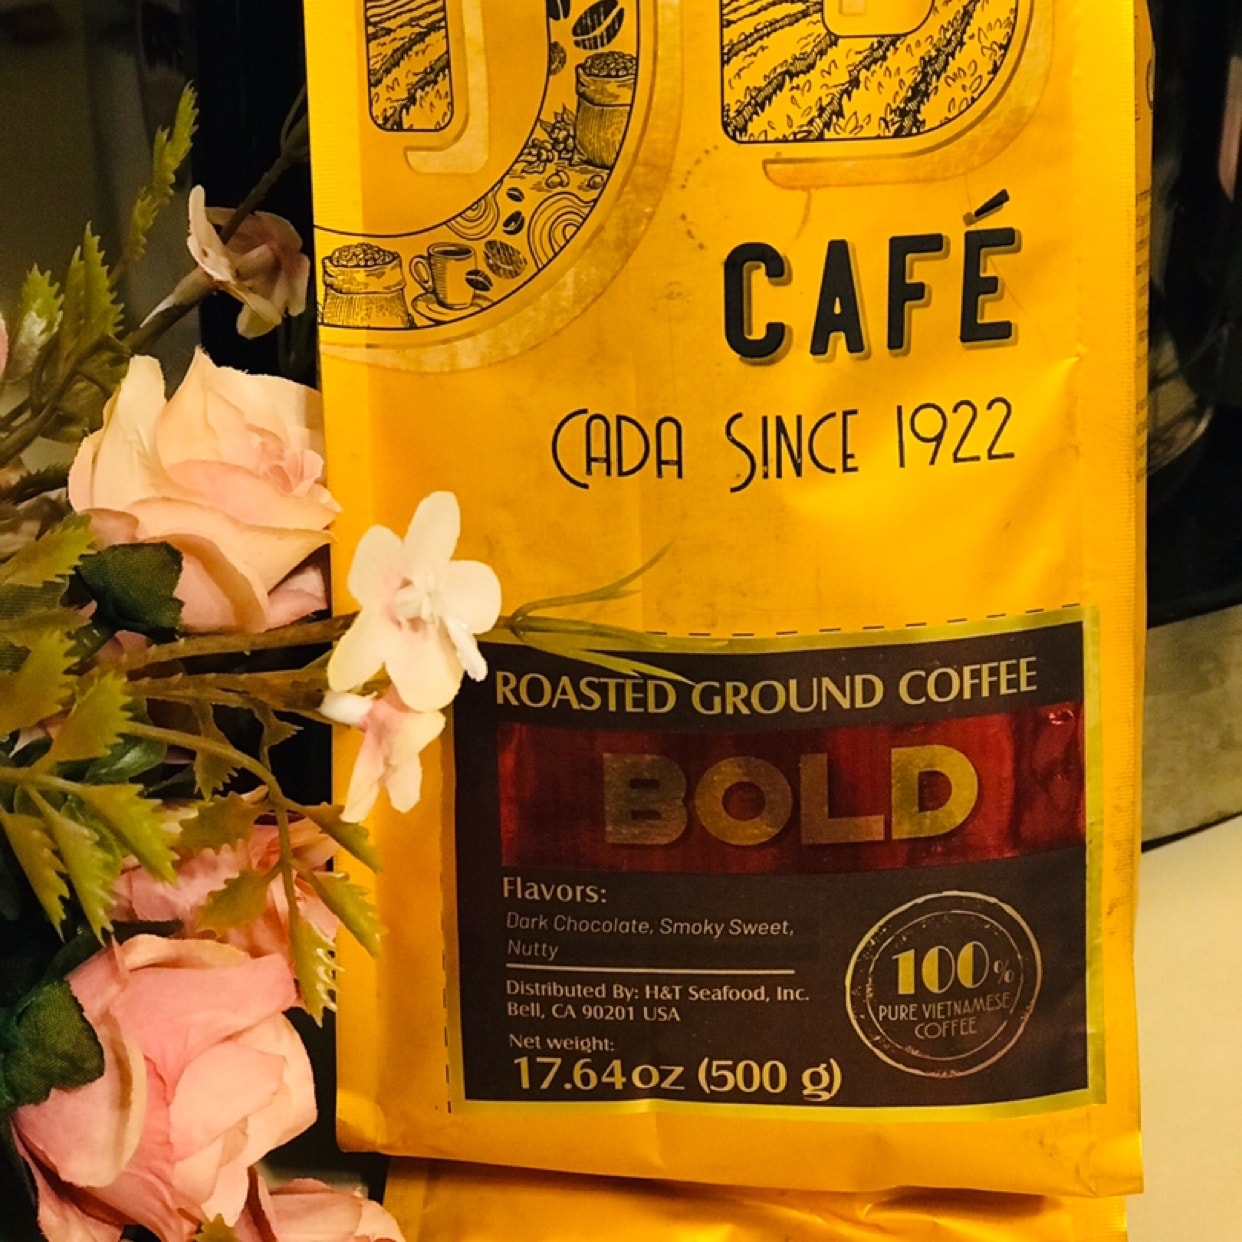 CAFÉ
CADA SINCE 1922
ROASTED GROUND COFFEE
BOLD
Flavors:
Dark Chocolate, Smoky Sweet,
Nutty
Distributed By: H&T Seafood, Inc.
Bell, CA 90201 USA
Net weight:
17.64oz (500 g)
100%
PURE VIETNAMESE
COFFEE